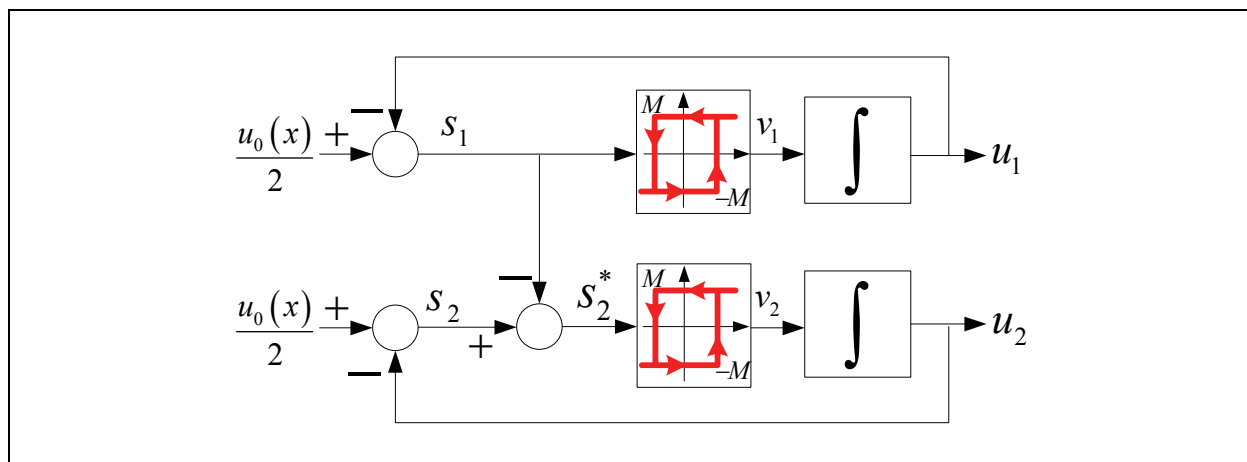 u₀(x)/2
+
−
s₁
M
−M
v₁
∫
u₁
u₀(x)/2
+
−
s₂
+
−
s₂*
M
−M
v₂
∫
u₂